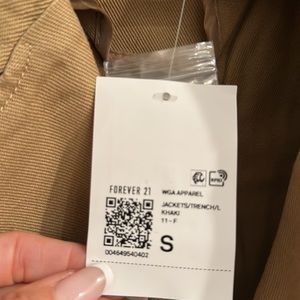 FOREVER 21
WGA APPAREL
JACKETS/TRENCH/L
KHAKI
11 - F
S
004649540402